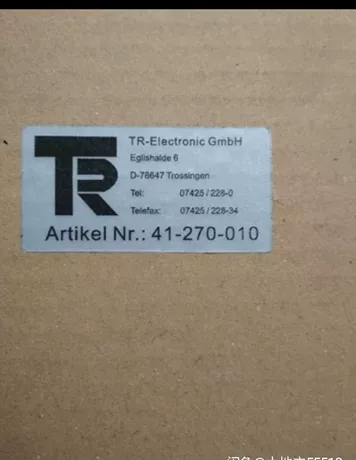 TR
TR-Electronic GmbH
Eglishalde 6
D-78647 Trossingen
Tel: 07425 / 228-0
Telefax: 07425 / 228-34
Artikel Nr.: 41-270-010